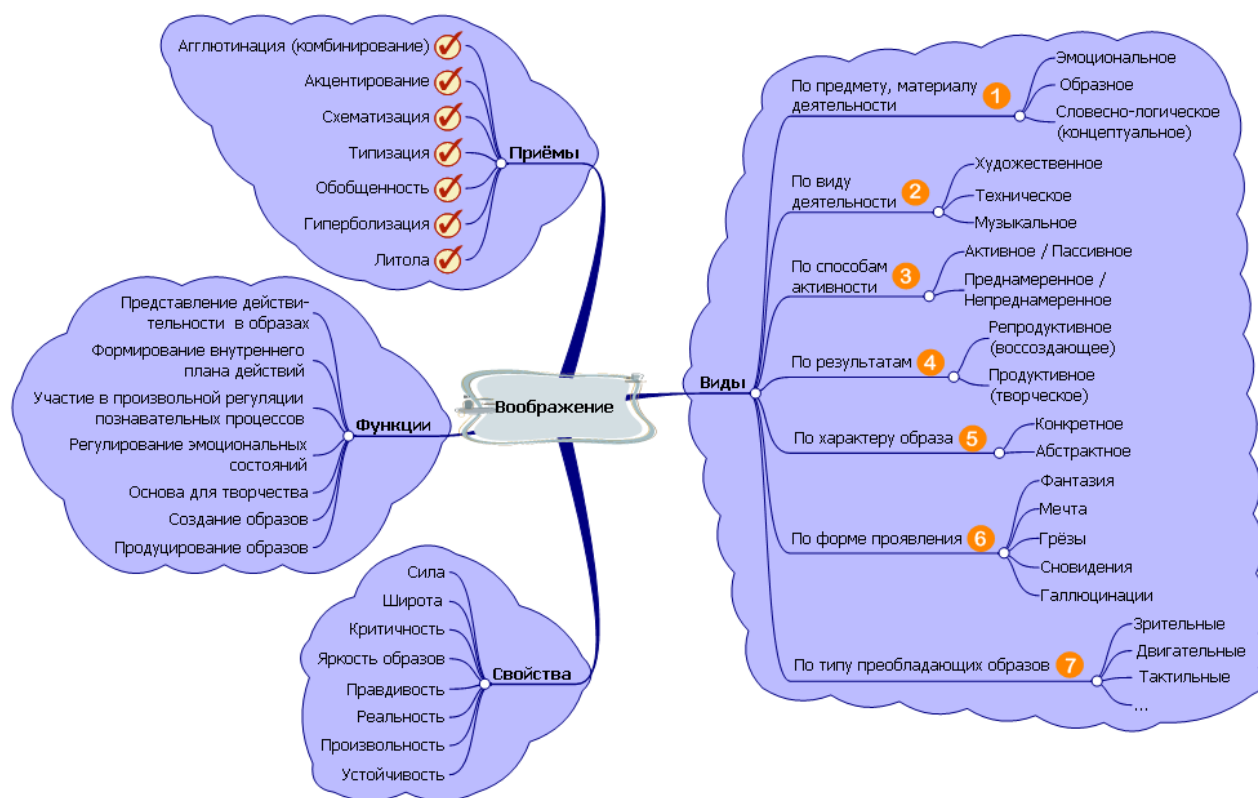 Агглютинация (комбинирование)
Акцентирование
Схематизация
Типизация
Обобщенность
Гиперболизация
Литола
Приёмы
Представление действи-
тельности в образах
Формирование внутреннего
плана действий
Участие в произвольной регуляции
познавательных процессов
Регулирование эмоциональных
состояний
Основа для творчества
Создание образов
Продуцирование образов
Функции
Сила
Широта
Критичность
Яркость образов
Правдивость
Реальность
Произвольность
Устойчивость
Свойства
Воображение
Виды
По предмету, материалу
деятельности
1
Эмоциональное
Образное
Словесно-логическое
(концептуальное)
По виду
деятельности
2
Художественное
Техническое
Музыкальное
По способам
активности
3
Активное / Пассивное
Преднамеренное /
Непреднамеренное
По результатам
4
Репродуктивное
(воссоздающее)
Продуктивное
(творческое)
По характеру образа
5
Конкретное
Абстрактное
По форме проявления
6
Фантазия
Мечта
Грёзы
Сновидения
Галлюцинации
По типу преобладающих образов
7
Зрительные
Двигательные
Тактильные
...